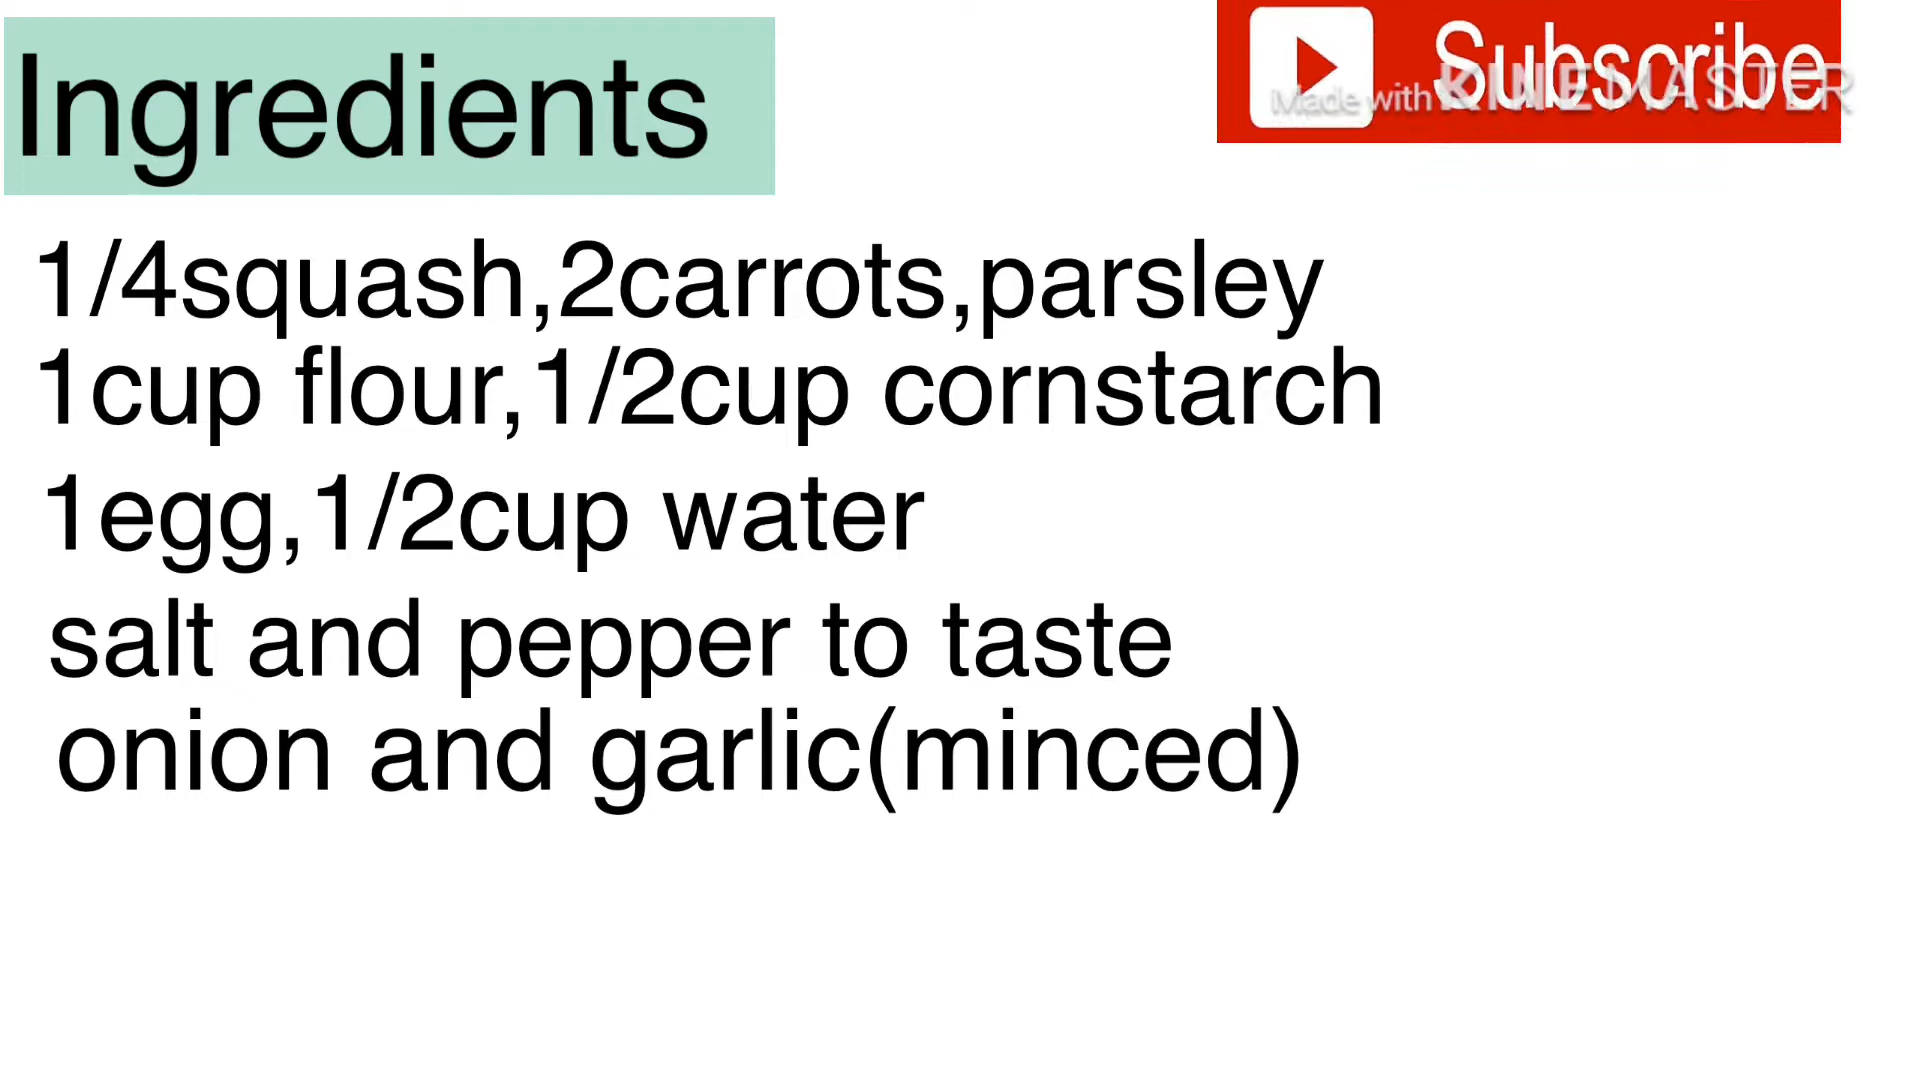 Ingredients
Subscribe
Made with KINEMASTER
1/4squash,2carrots,parsley
1cup flour,1/2cup cornstarch
1egg,1/2cup water
salt and pepper to taste
onion and garlic(minced)